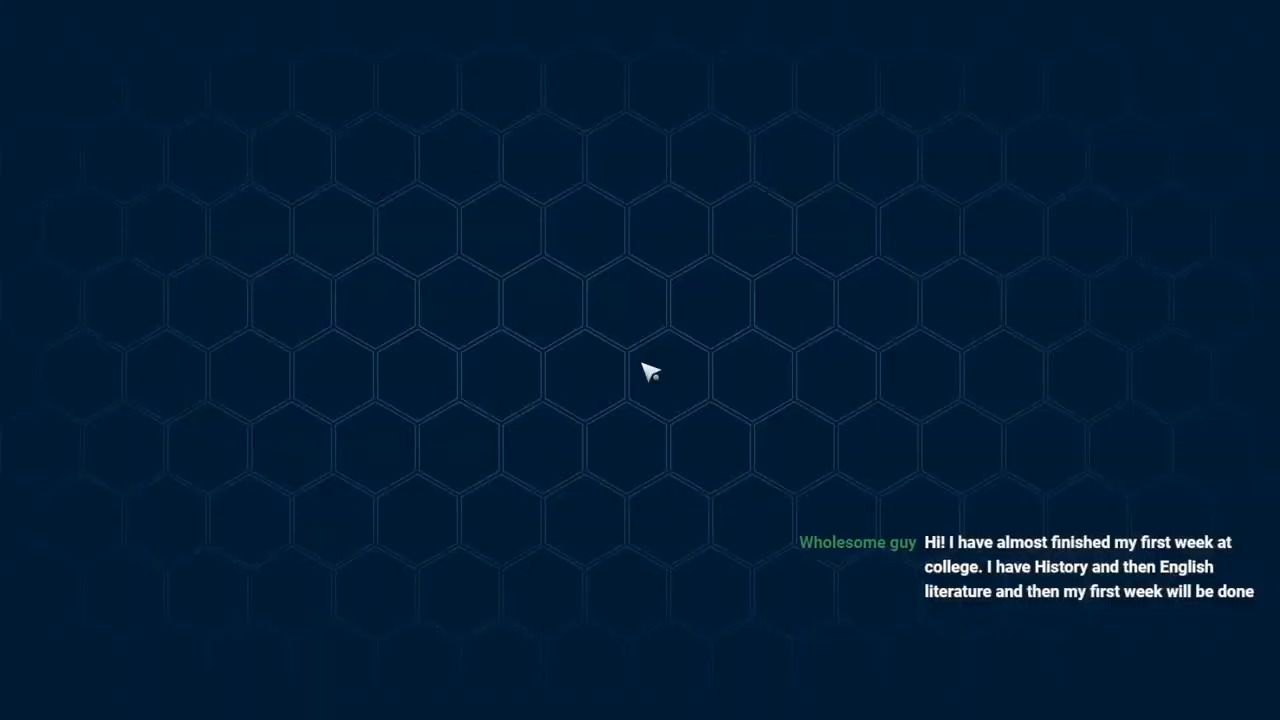 Wholesome guy Hi! I have almost finished my first week at
college. I have History and then English
literature and then my first week will be done